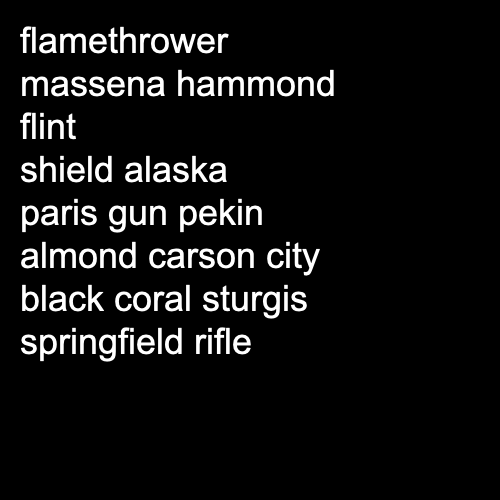 flamethrower
massena hammond
flint
shield alaska
paris gun pekin
almond carson city
black coral sturgis
springfield rifle